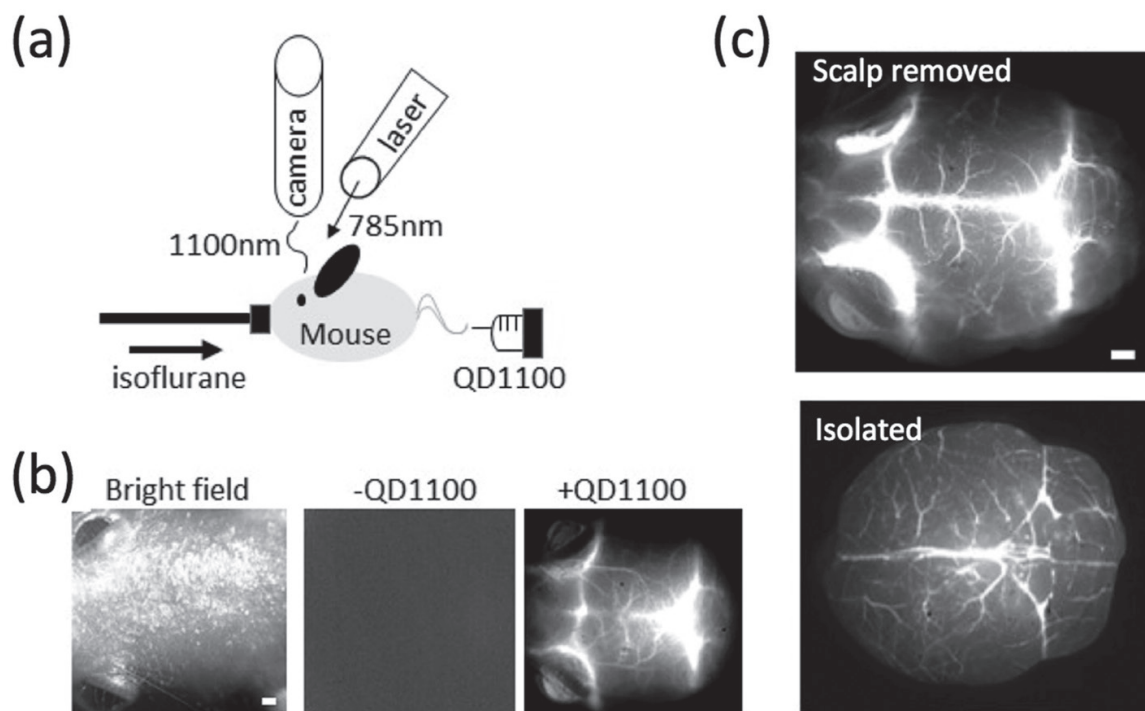 (a)
camera
laser
1100nm
785nm
Mouse
isoflurane
QD1100
(b)
Bright field
-QD1100
+QD1100
(c)
Scalp removed
Isolated